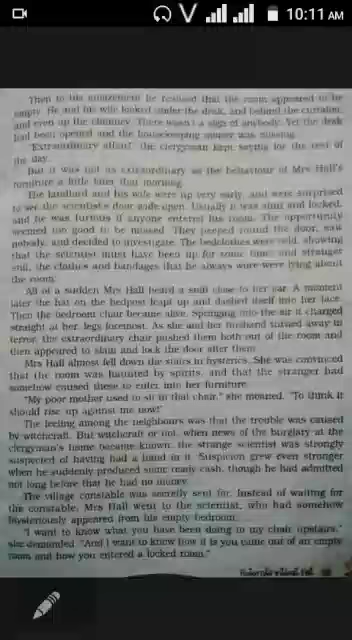 10:11 AM
Then to his amazement he realised that the room appeared to be
empty. He and his wife looked under the desk, and behind the curtains,
and even up the chimney. There wasn't a sign of anybody. Yet the desk
had been opened and the housekeeping money was missing.
"Extraordinary affair!" the clergyman kept saying for the rest of
the day.
But it was not as extraordinary as the behaviour of Mrs Hall's
furniture a little later that morning.
The landlord and his wife were up very early, and were surprised
to see the scientist's door wide open. Usually it was shut and locked,
and he was furious if anyone entered his room. The opportunity
seemed too good to be missed. They peeped round the door, saw
nobody, and decided to investigate. The bedclothes were cold, showing
that the scientist must have been up for some time; and stranger
still, the clothes and bandages that he always wore were lying about
the room.
All of a sudden Mrs Hall heard a sniff close to her ear. A moment
later the hat on the bedpost leapt up and dashed itself into her face.
Then the bedroom chair became alive. Springing into the air it charged
straight at her, legs foremost. As she and her husband turned away in
terror, the extraordinary chair pushed them both out of the room and
then appeared to slam and lock the door after them.
Mrs Hall almost fell down the stairs in hysterics. She was convinced
that the room was haunted by spirits, and that the stranger had
somehow caused these to enter into her furniture.
"My poor mother used to sit in that chair," she moaned. "To think it
should rise up against me now!"
The feeling among the neighbours was that the trouble was caused
by witchcraft. But witchcraft or not, when news of the burglary at the
clergyman's home became known, the strange scientist was strongly
suspected of having had a hand in it. Suspicion grew even stronger
when he suddenly produced some ready cash, though he had admitted
not long before that he had no money.
The village constable was secretly sent for. Instead of waiting for
the constable, Mrs Hall went to the scientist, who had somehow
mysteriously appeared from his empty bedroom.
"I want to know what you have been doing to my chair upstairs,"
she demanded. "And I want to know how it is you came out of an empty
room and how you entered a locked room."